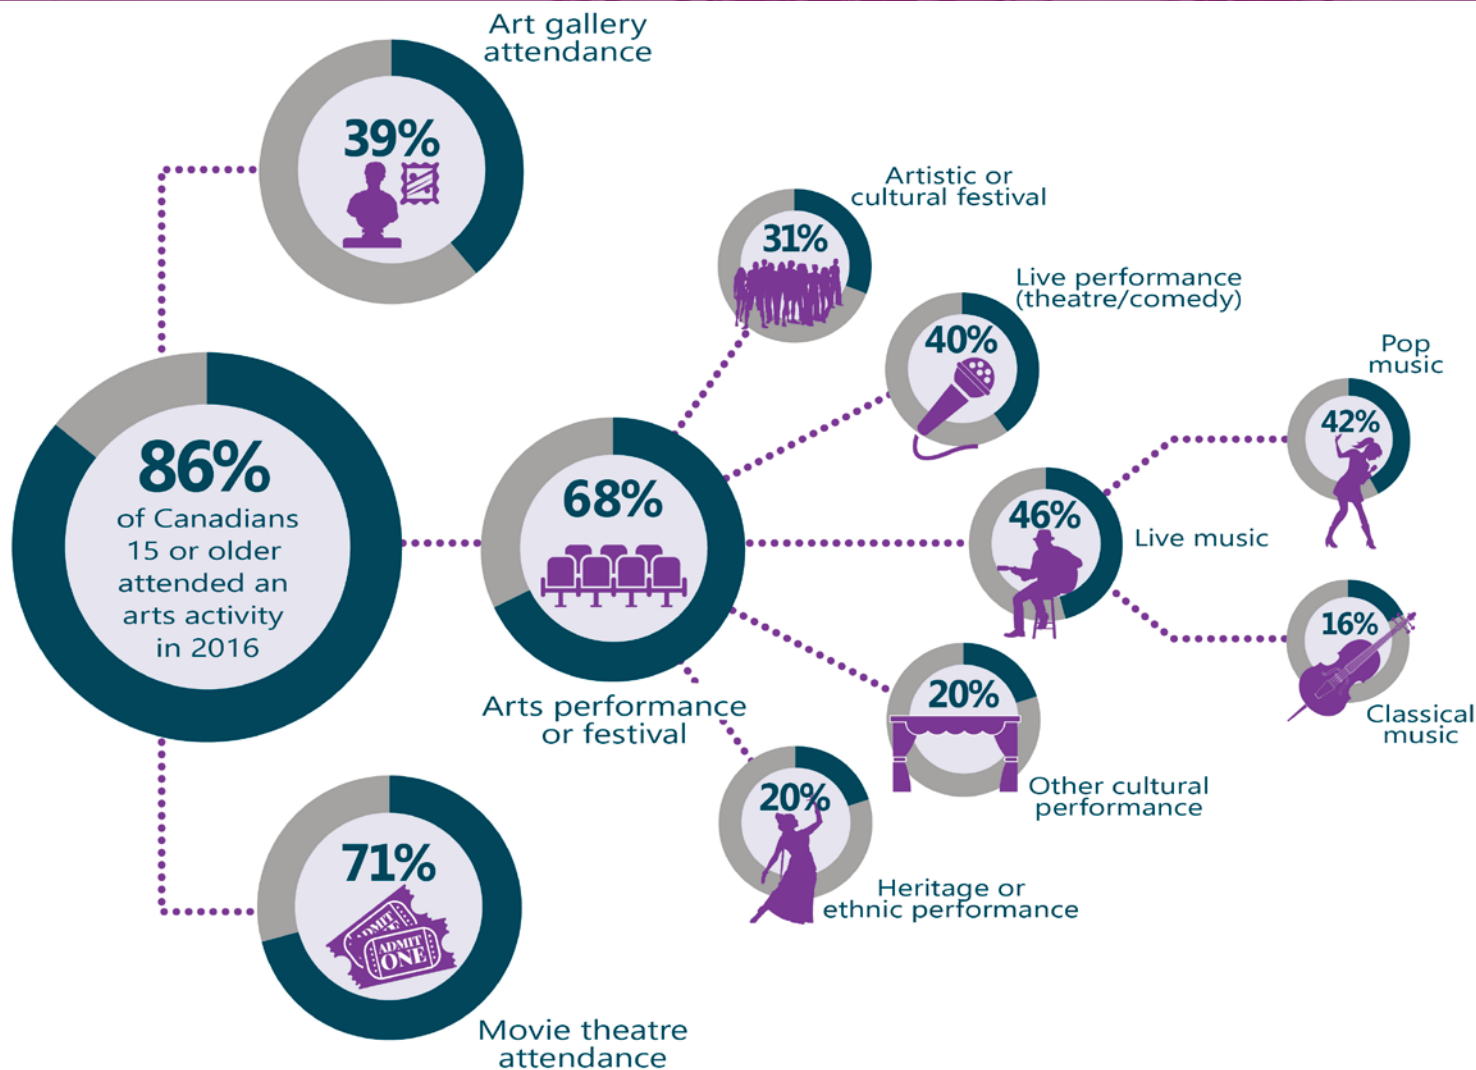 Art gallery
attendance
39%
Artistic or
cultural festival
31%
Live performance
(theatre/comedy)
40%
Pop
music
42%
86%
of Canadians
15 or older
attended an
arts activity
in 2016
68%
Arts performance
or festival
46%
Live music
16%
Classical
music
20%
Other cultural
performance
20%
Heritage or
ethnic performance
71%
ADMIT
ADMIT
ONE
Movie theatre
attendance